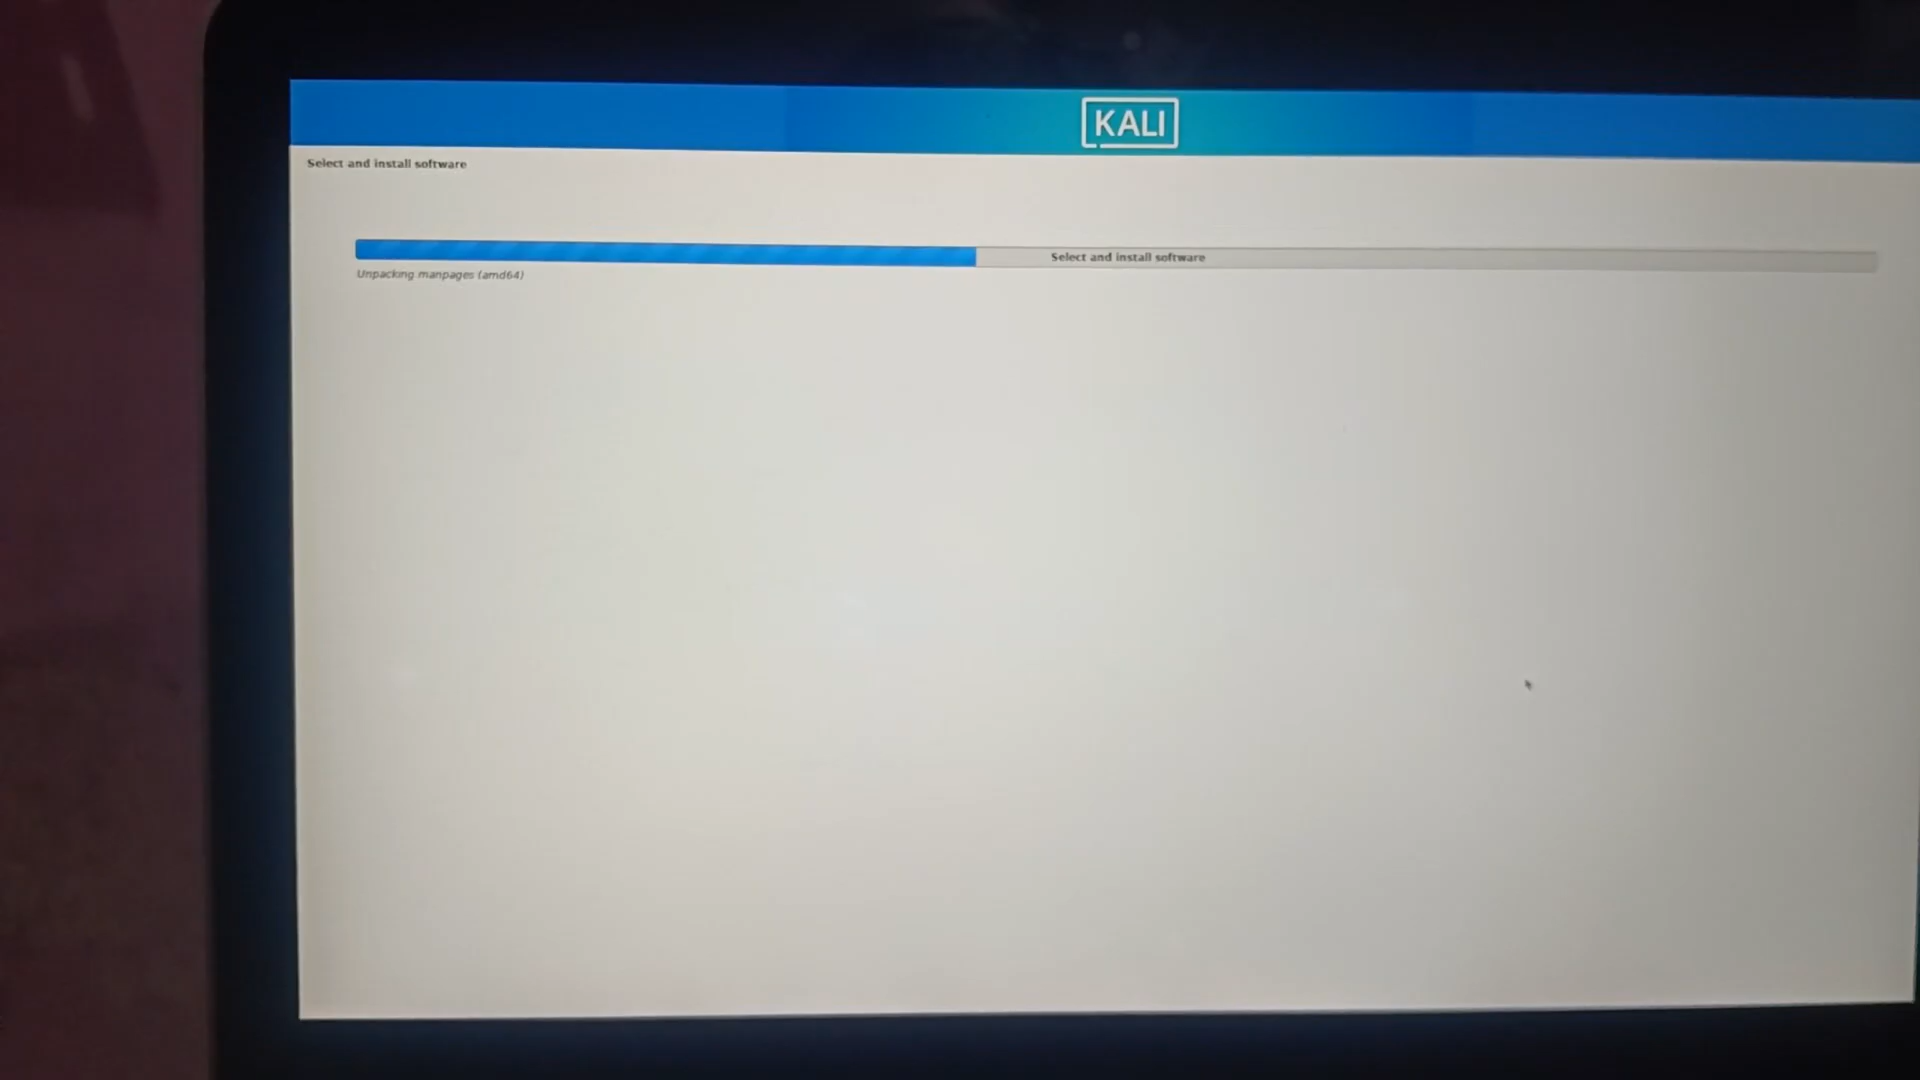 KALI
Select and install software
Select and install software
Unpacking manpages (amd64)